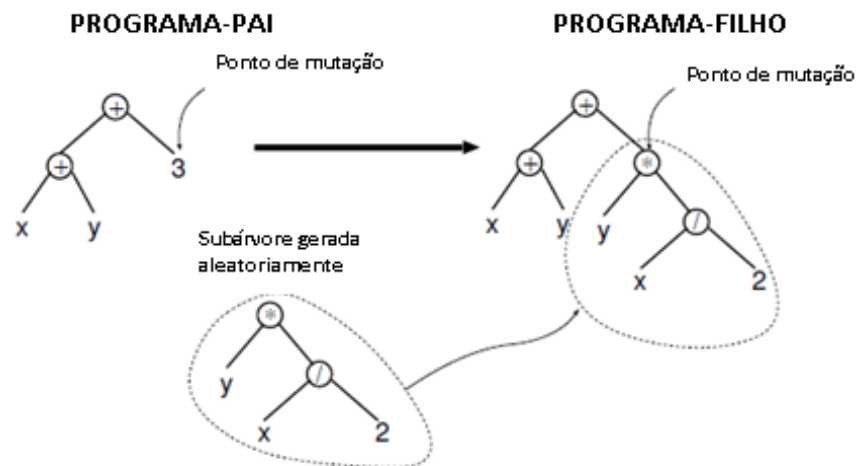 PROGRAMA-PAI
PROGRAMA-FILHO
Ponto de mutação
Ponto de mutação
+
+
+
3
+
*
x
y
x
y
y
/
x
2
Subárvore gerada
aleatoriamente
*
y
/
x
2